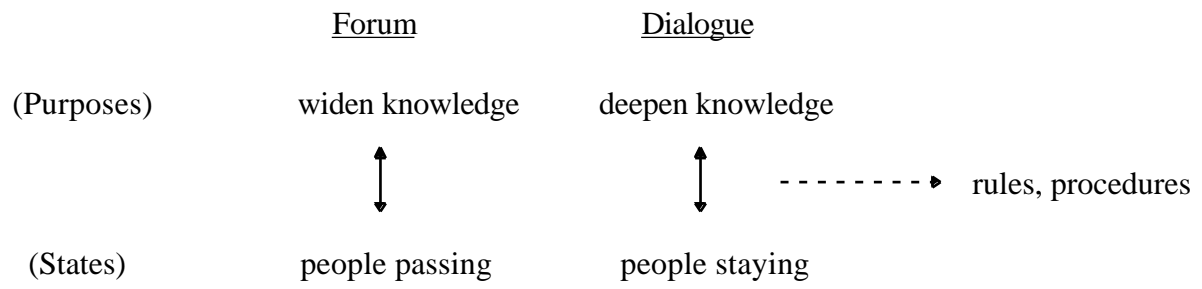 Forum Dialogue
(Purposes) widen knowledge deepen knowledge
rules, procedures
(States) people passing people staying